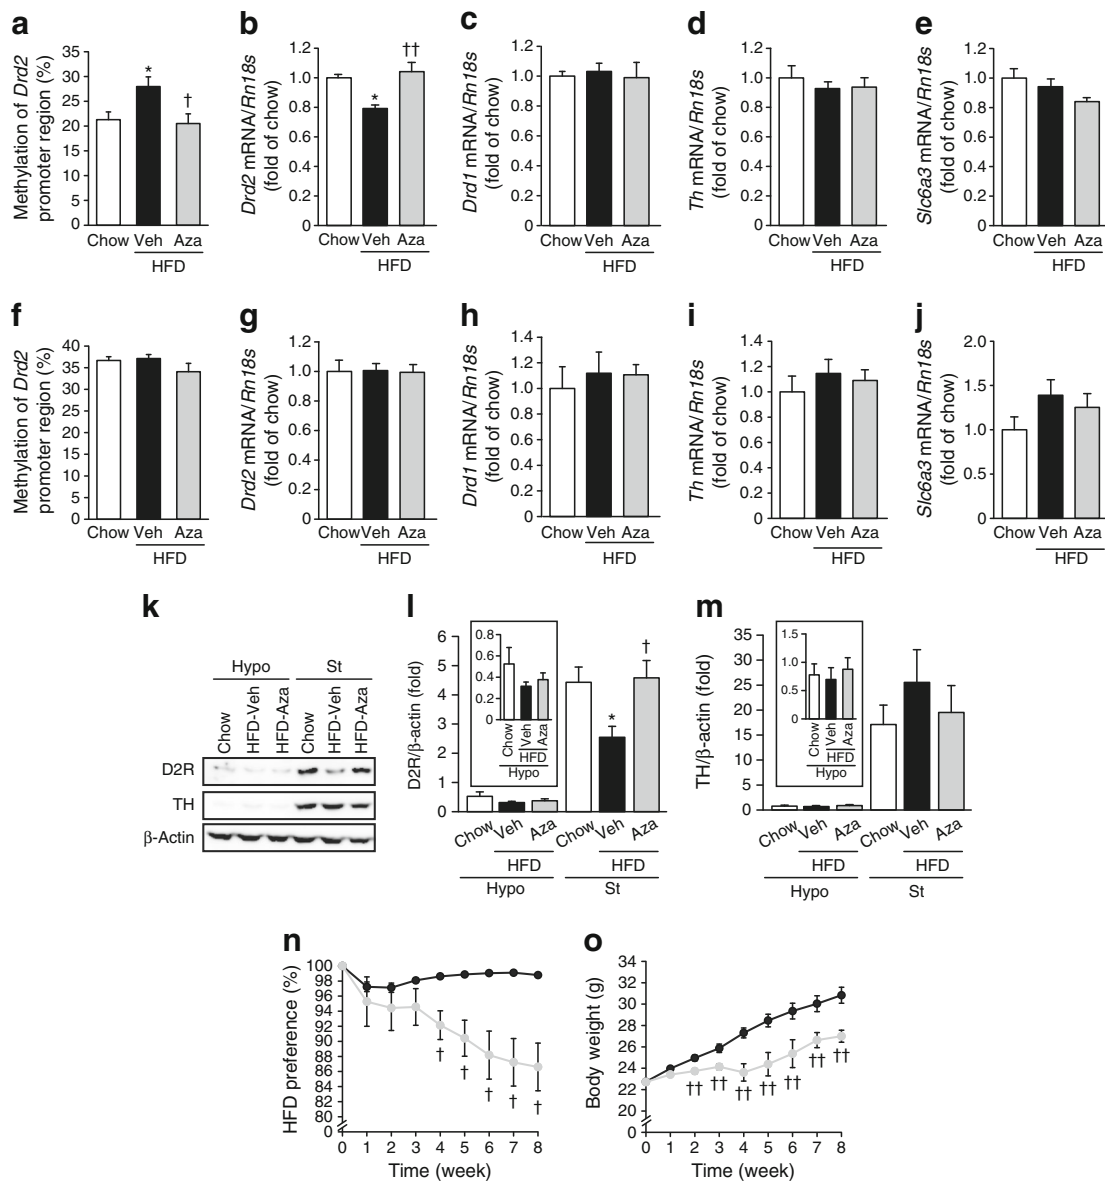 a
Methylation of Drd2
promoter region (%)
35
30
25
20
15
10
5
0
*
†
Chow Veh Aza
HFD
b
Drd2 mRNA/Rn18s
(fold of chow)
1.2
1.0
0.8
0.6
0.4
0.2
0
*
††
Chow Veh Aza
HFD
c
Drd1 mRNA/Rn18s
(fold of chow)
1.2
1.0
0.8
0.6
0.4
0.2
0
Chow Veh Aza
HFD
d
Th mRNA/Rn18s
(fold of chow)
1.2
1.0
0.8
0.6
0.4
0.2
0
Chow Veh Aza
HFD
e
Slc6a3 mRNA/Rn18s
(fold of chow)
1.2
1.0
0.8
0.6
0.4
0.2
0
Chow Veh Aza
HFD
f
Methylation of Drd2
promoter region (%)
40
35
30
25
20
15
10
5
0
Chow Veh Aza
HFD
g
Drd2 mRNA/Rn18s
(fold of chow)
1.2
1.0
0.8
0.6
0.4
0.2
0
Chow Veh Aza
HFD
h
Drd1 mRNA/Rn18s
(fold of chow)
1.4
1.2
1.0
0.8
0.6
0.4
0.2
0
Chow Veh Aza
HFD
i
Th mRNA/Rn18s
(fold of chow)
1.4
1.2
1.0
0.8
0.6
0.4
0.2
0
Chow Veh Aza
HFD
j
Slc6a3 mRNA/Rn18s
(fold of chow)
2.0
1.5
1.0
0.5
0
Chow Veh Aza
HFD
k
Hypo St
Chow HFD-Veh HFD-Aza Chow HFD-Veh HFD-Aza
D2R
TH
β-Actin
l
D2R/β-actin (fold)
6
5
4
3
2
1
0
0.8
0.6
0.4
0.2
0
Chow Veh Aza
HFD
Hypo
*
†
Chow Veh Aza Chow Veh Aza
HFD HFD
Hypo St
m
TH/β-actin (fold)
35
30
25
20
15
10
5
0
1.5
1.0
0.5
0
Chow Veh Aza
HFD
Hypo
Chow Veh Aza Chow Veh Aza
HFD HFD
Hypo St
n
HFD preference (%)
100
98
96
94
92
90
88
86
84
82
80
0
† † † † †
0 1 2 3 4 5 6 7 8
Time (week)
o
Body weight (g)
34
32
30
28
26
24
22
20
0
†† †† †† †† †† †† ††
0 1 2 3 4 5 6 7 8
Time (week)